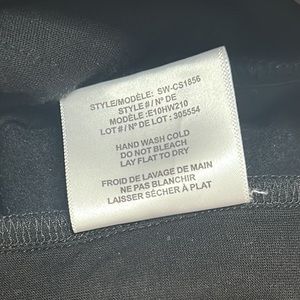 STYLE/MODÈLE: SW-CS1856
STYLE # / Nº DE
MODÈLE :E10HW210
LOT # / Nº DE LOT : 305554
HAND WASH COLD
DO NOT BLEACH
LAY FLAT TO DRY
FROID DE LAVAGE DE MAIN
NE PAS BLANCHIR
LAISSER SÈCHER À PLAT